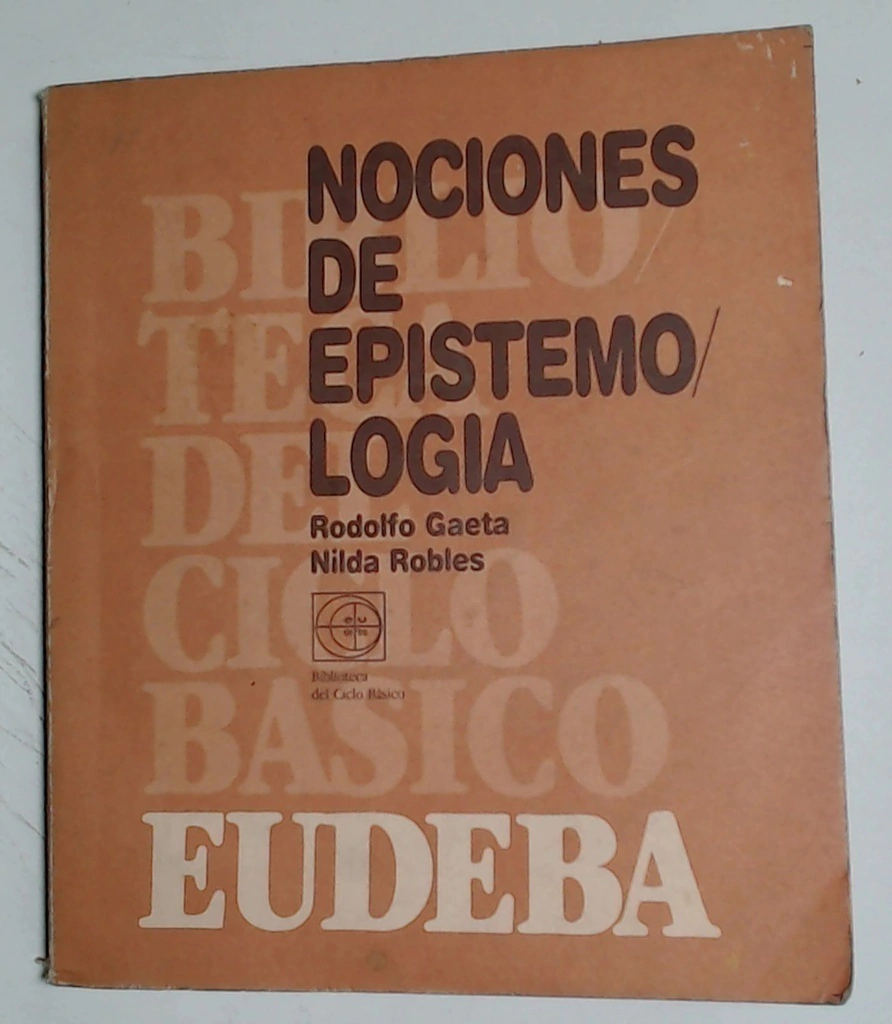 NOCIONES
DE
EPISTEMO/
LOGIA
Rodolfo Gaeta
Nilda Robles
Biblioteca
del Ciclo Básico
BIBLIO/
TECA
DEL
CICLO
BASICO
EUDEBA